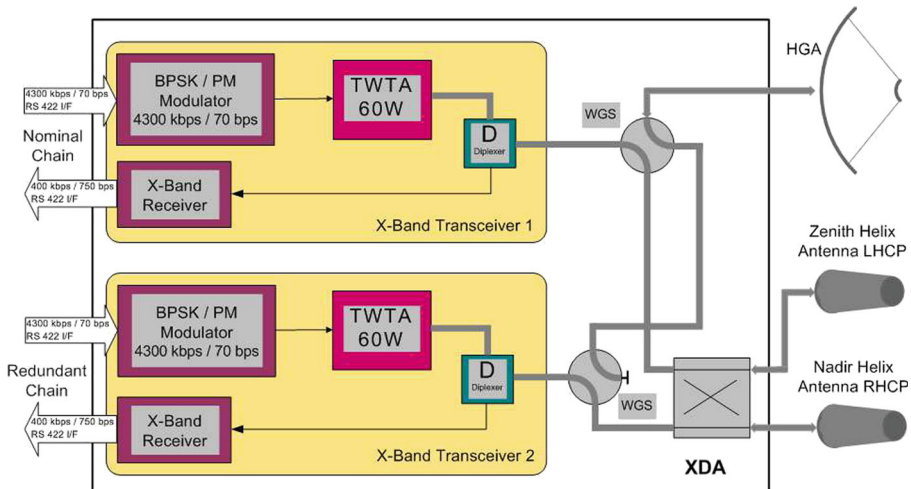 BPSK / PM
Modulator
4300 kbps / 70 bps
TWTA
60W
HGA
4300 kbps / 70 bps
RS 422 I/F
WGS
Nominal
Chain
D
Diplexer
400 kbps / 750 bps
RS 422 I/F
X-Band
Receiver
X-Band Transceiver 1
Zenith Helix
Antenna LHCP
BPSK / PM
Modulator
4300 kbps / 70 bps
TWTA
60W
4300 kbps / 70 bps
RS 422 I/F
Redundant
Chain
D
Diplexer
WGS
Nadir Helix
Antenna RHCP
400 kbps / 750 bps
RS 422 I/F
X-Band
Receiver
X-Band Transceiver 2
XDA